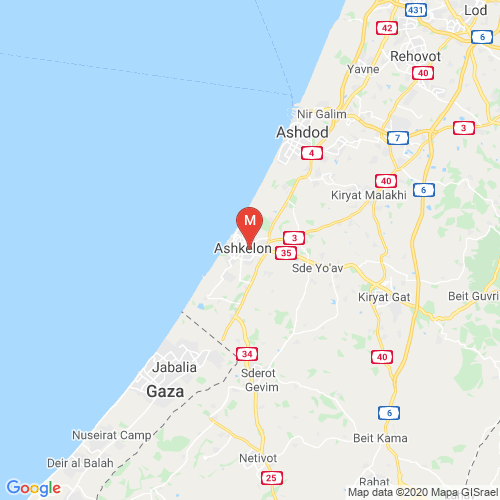 Lod
431
42
6
Rehovot
Yavne
40
Nir Galim
Ashdod
3
7
4
40
6
Kiryat Malakhi
M
Ashkelon
3
35
Sde Yo'av
Kiryat Gat
Beit Guvri
34
40
Jabalia
Sderot
Gevim
Gaza
6
Nuseirat Camp
Beit Kama
Deir al Balah
Netivot
25
Rahat
Google
Map data ©2020 Mapa GISrael